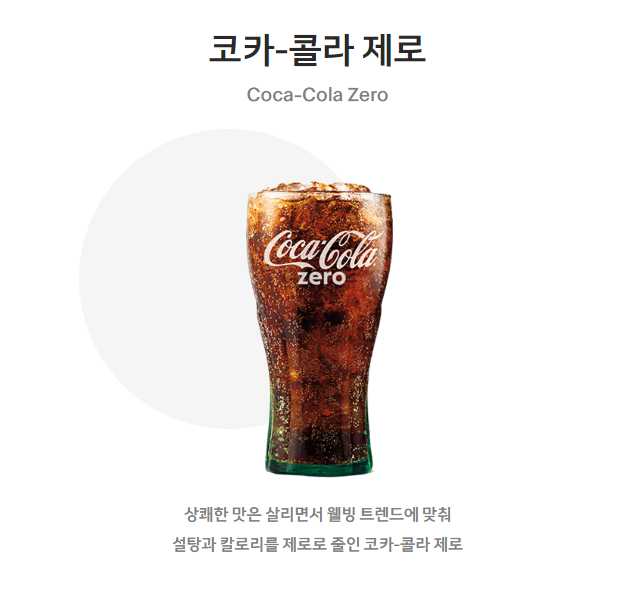 코카-콜라 제로
Coca-Cola Zero
Coca-Cola
zero
상쾌한 맛은 살리면서 웰빙 트렌드에 맞춰
설탕과 칼로리를 제로로 줄인 코카-콜라 제로